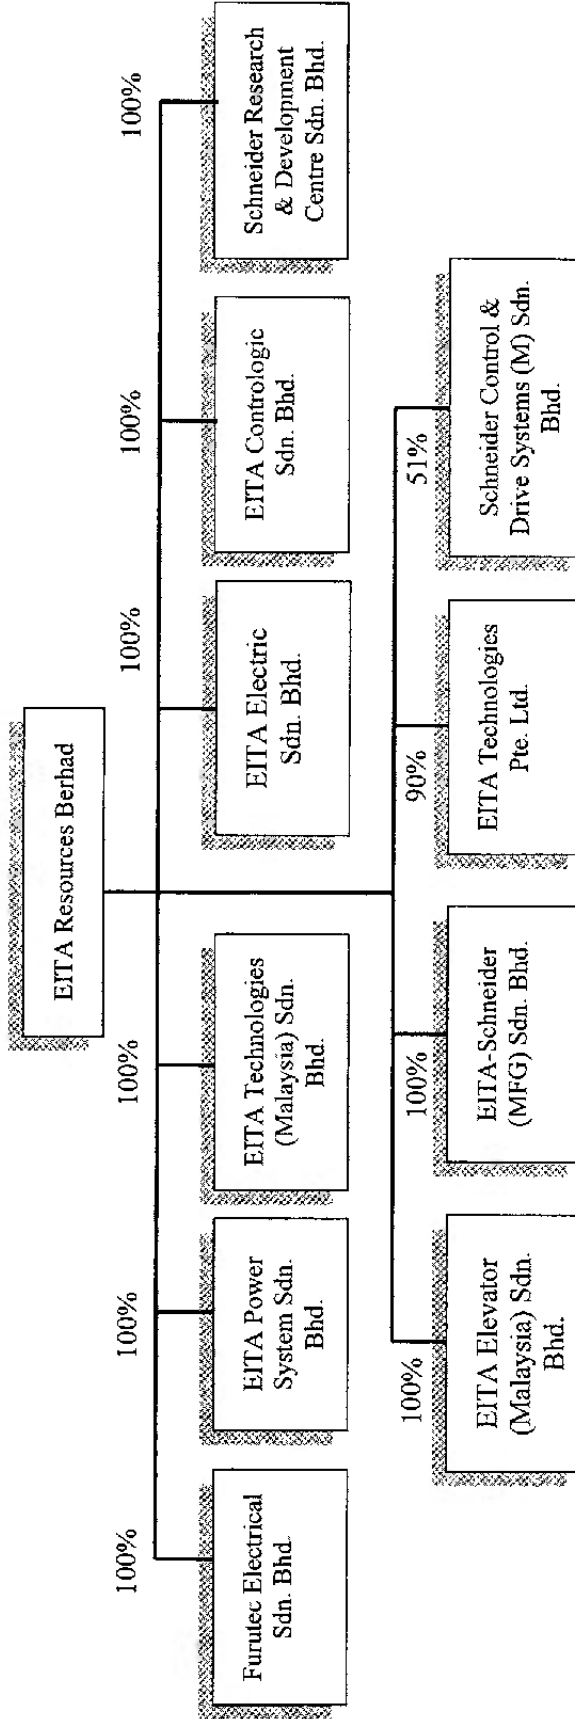 EITA Resources Berhad
100%
100%
100%
100%
100%
100%
Furutec Electrical
Sdn. Bhd.
EITA Power
System Sdn.
Bhd.
EITA Technologies
(Malaysia) Sdn.
Bhd.
EITA Electric
Sdn. Bhd.
EITA Contrologic
Sdn. Bhd.
Schneider Research
& Development
Centre Sdn. Bhd.
100%
100%
90%
51%
EITA Elevator
(Malaysia) Sdn.
Bhd.
EITA-Schneider
(MFG) Sdn. Bhd.
EITA Technologies
Pte. Ltd.
Schneider Control &
Drive Systems (M) Sdn.
Bhd.